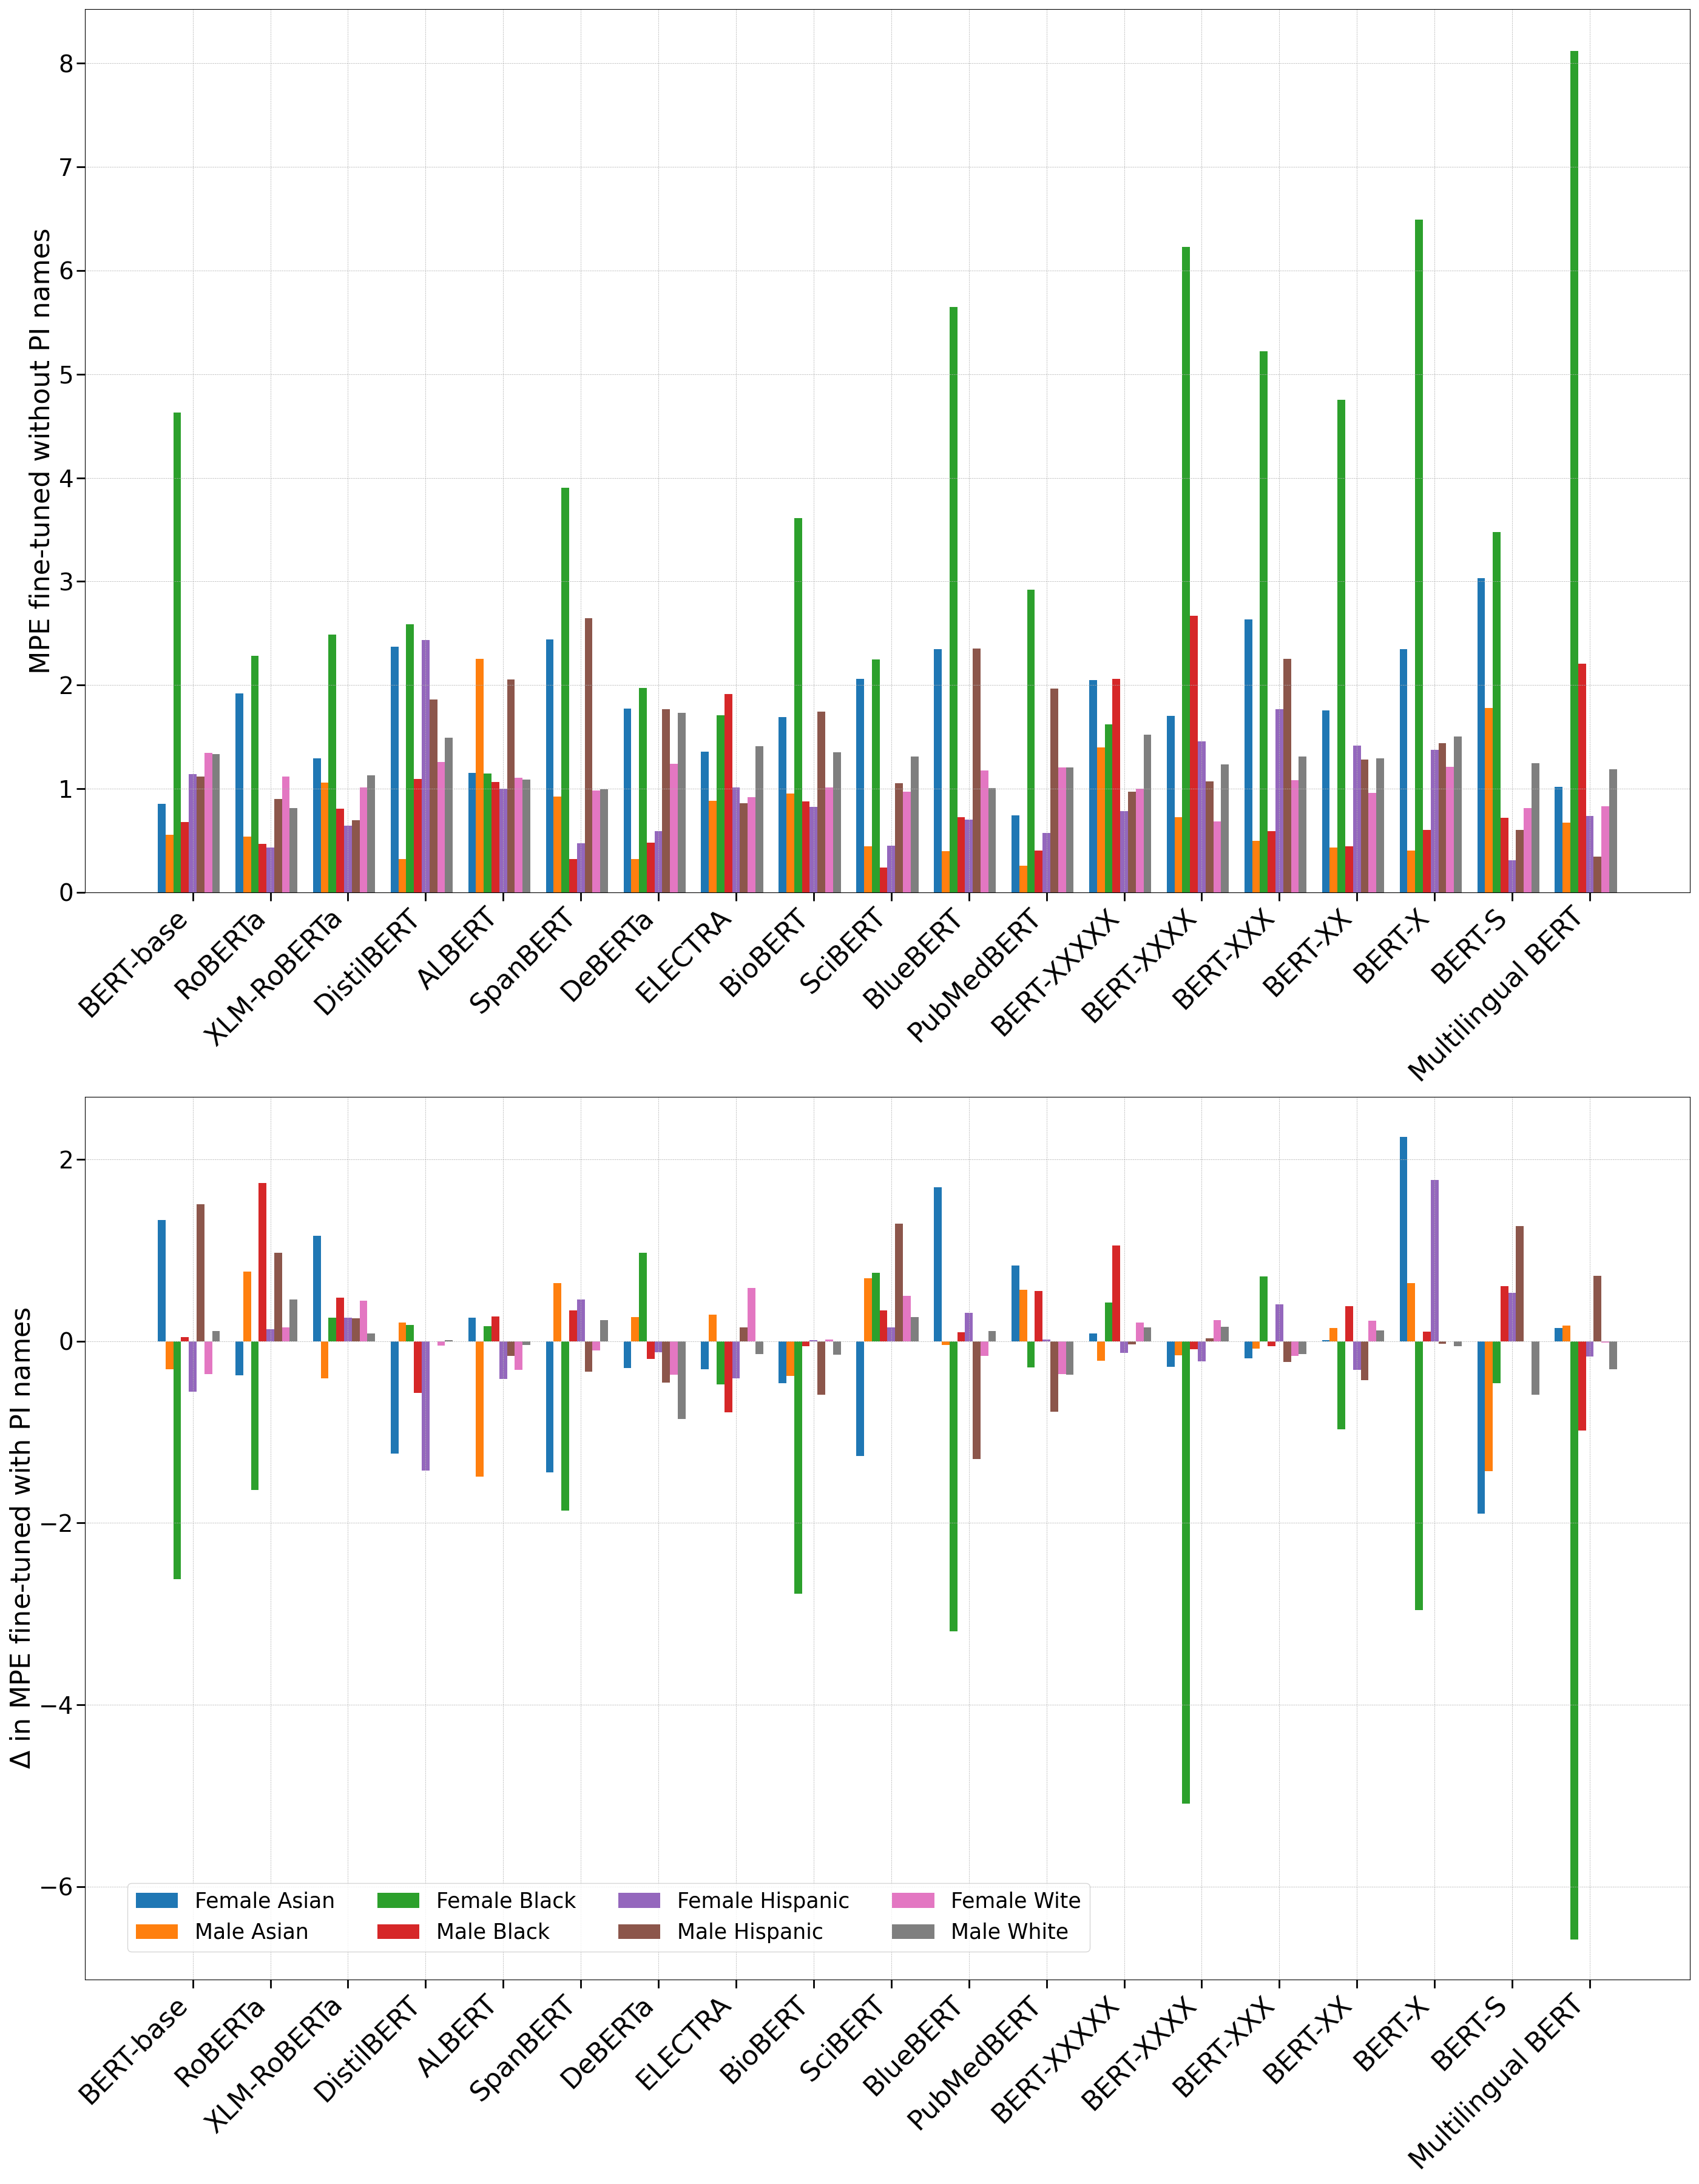 MPE fine-tuned without PI names
8
7
6
5
4
3
2
1
0
BERT-base
RoBERTa
XLM-RoBERTa
DistilBERT
ALBERT
SpanBERT
DeBERTa
ELECTRA
BioBERT
SciBERT
BlueBERT
PubMedBERT
BERT-XXXXX
BERT-XXXX
BERT-XXX
BERT-XX
BERT-X
BERT-S
Multilingual BERT
Δ in MPE fine-tuned with PI names
2
0
−2
−4
−6
Female Asian Female Black Female Hispanic Female Wite
Male Asian Male Black Male Hispanic Male White
BERT-base
RoBERTa
XLM-RoBERTa
DistilBERT
ALBERT
SpanBERT
DeBERTa
ELECTRA
BioBERT
SciBERT
BlueBERT
PubMedBERT
BERT-XXXXX
BERT-XXXX
BERT-XXX
BERT-XX
BERT-X
BERT-S
Multilingual BERT